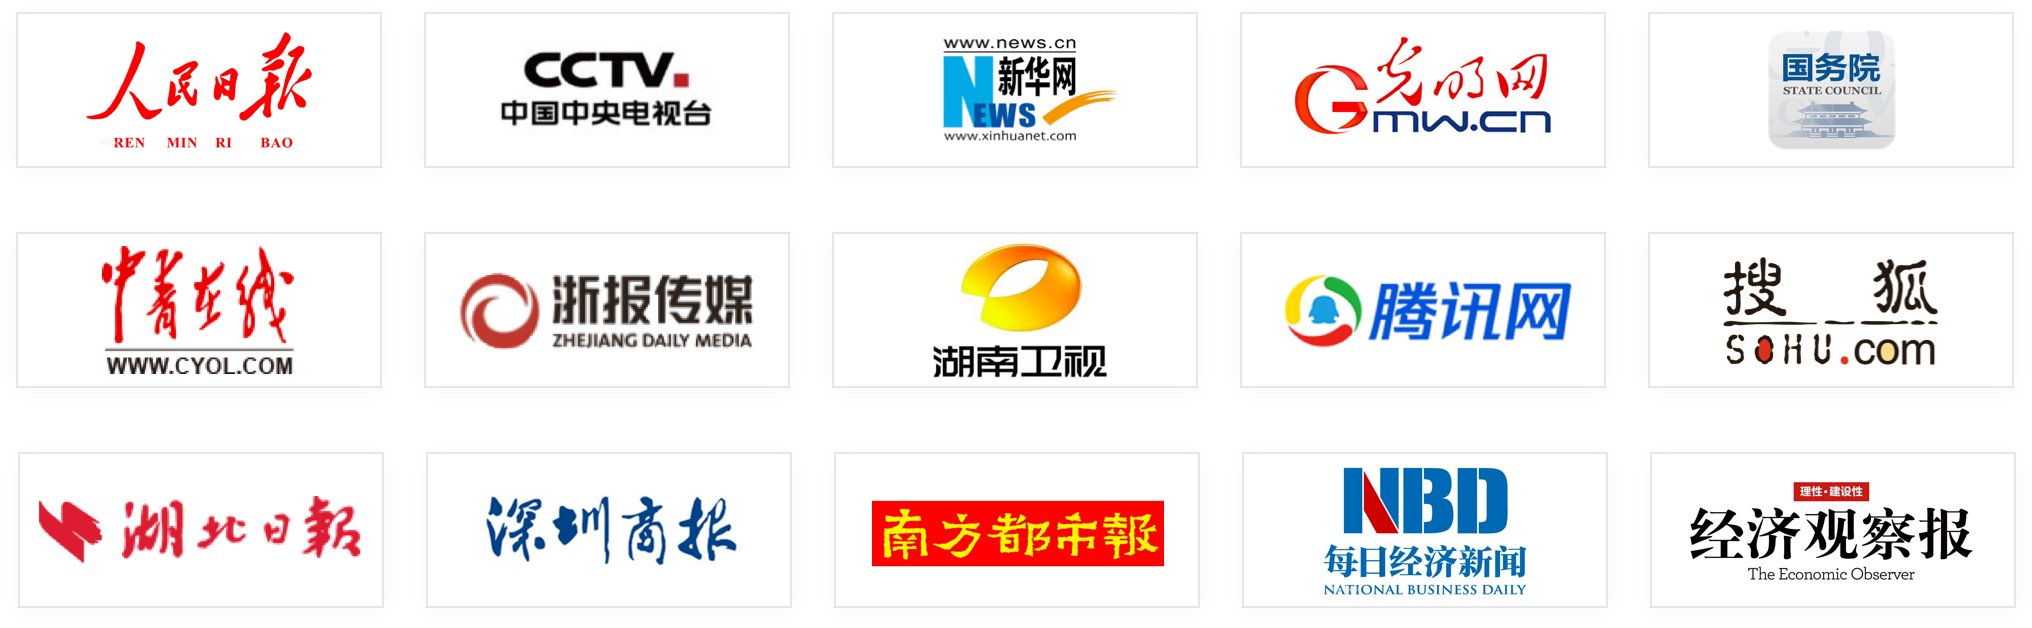 人民日报
REN MIN RI BAO
CCTV.
中国中央电视台
www.news.cn
新华网
NEWS
www.xinhuanet.com
光明网
Gmw.cn
国务院
STATE COUNCIL
中青在线
WWW.CYOL.COM
浙报传媒
ZHEJIANG DAILY MEDIA
湖南卫视
腾讯网
搜狐
SOHU.com
湖北日報
深圳商报
南方都市報
NBD
每日经济新闻
NATIONAL BUSINESS DAILY
理性·建设性
经济观察报
The Economic Observer